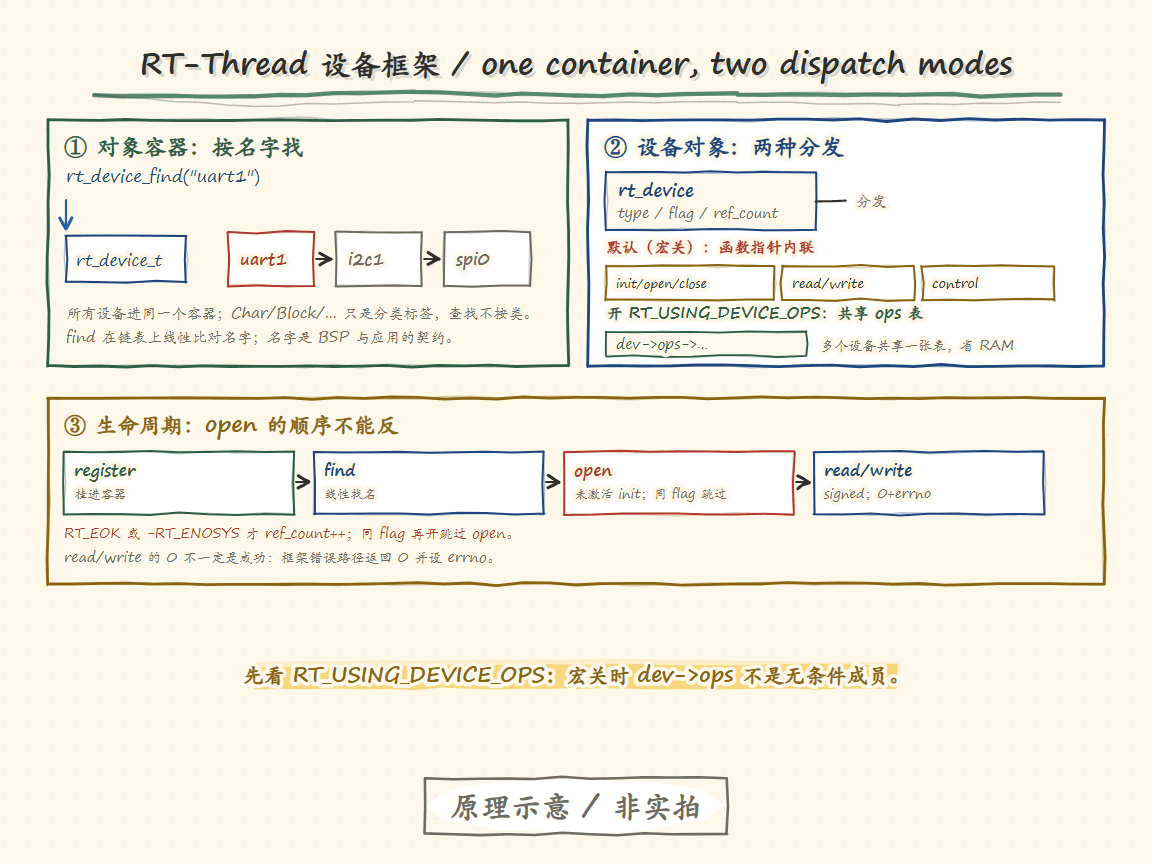 RT-Thread 设备框架 / one container, two dispatch modes
① 对象容器：按名字找
rt_device_find("uart1")
rt_device_t
uart1
i2c1
spi0
所有设备进同一个容器；Char/Block/... 只是分类标签，查找不按类。
find 在链表上线性比对名字；名字是 BSP 与应用的契约。
② 设备对象：两种分发
rt_device
type / flag / ref_count
分发
默认（宏关）：函数指针内联
init/open/close
read/write
control
开 RT_USING_DEVICE_OPS：共享 ops 表
dev->ops->...
多个设备共享一张表，省 RAM
③ 生命周期：open 的顺序不能反
register
挂进容器
find
线性找名
open
未激活 init；同 flag 跳过
read/write
signed；0+errno
RT_EOK 或 -RT_ENOSYS 才 ref_count++；同 flag 再开跳过 open。
read/write 的 0 不一定是成功：框架错误路径返回 0 并设 errno。
先看 RT_USING_DEVICE_OPS：宏关时 dev->ops 不是无条件成员。
原理示意 / 非实拍